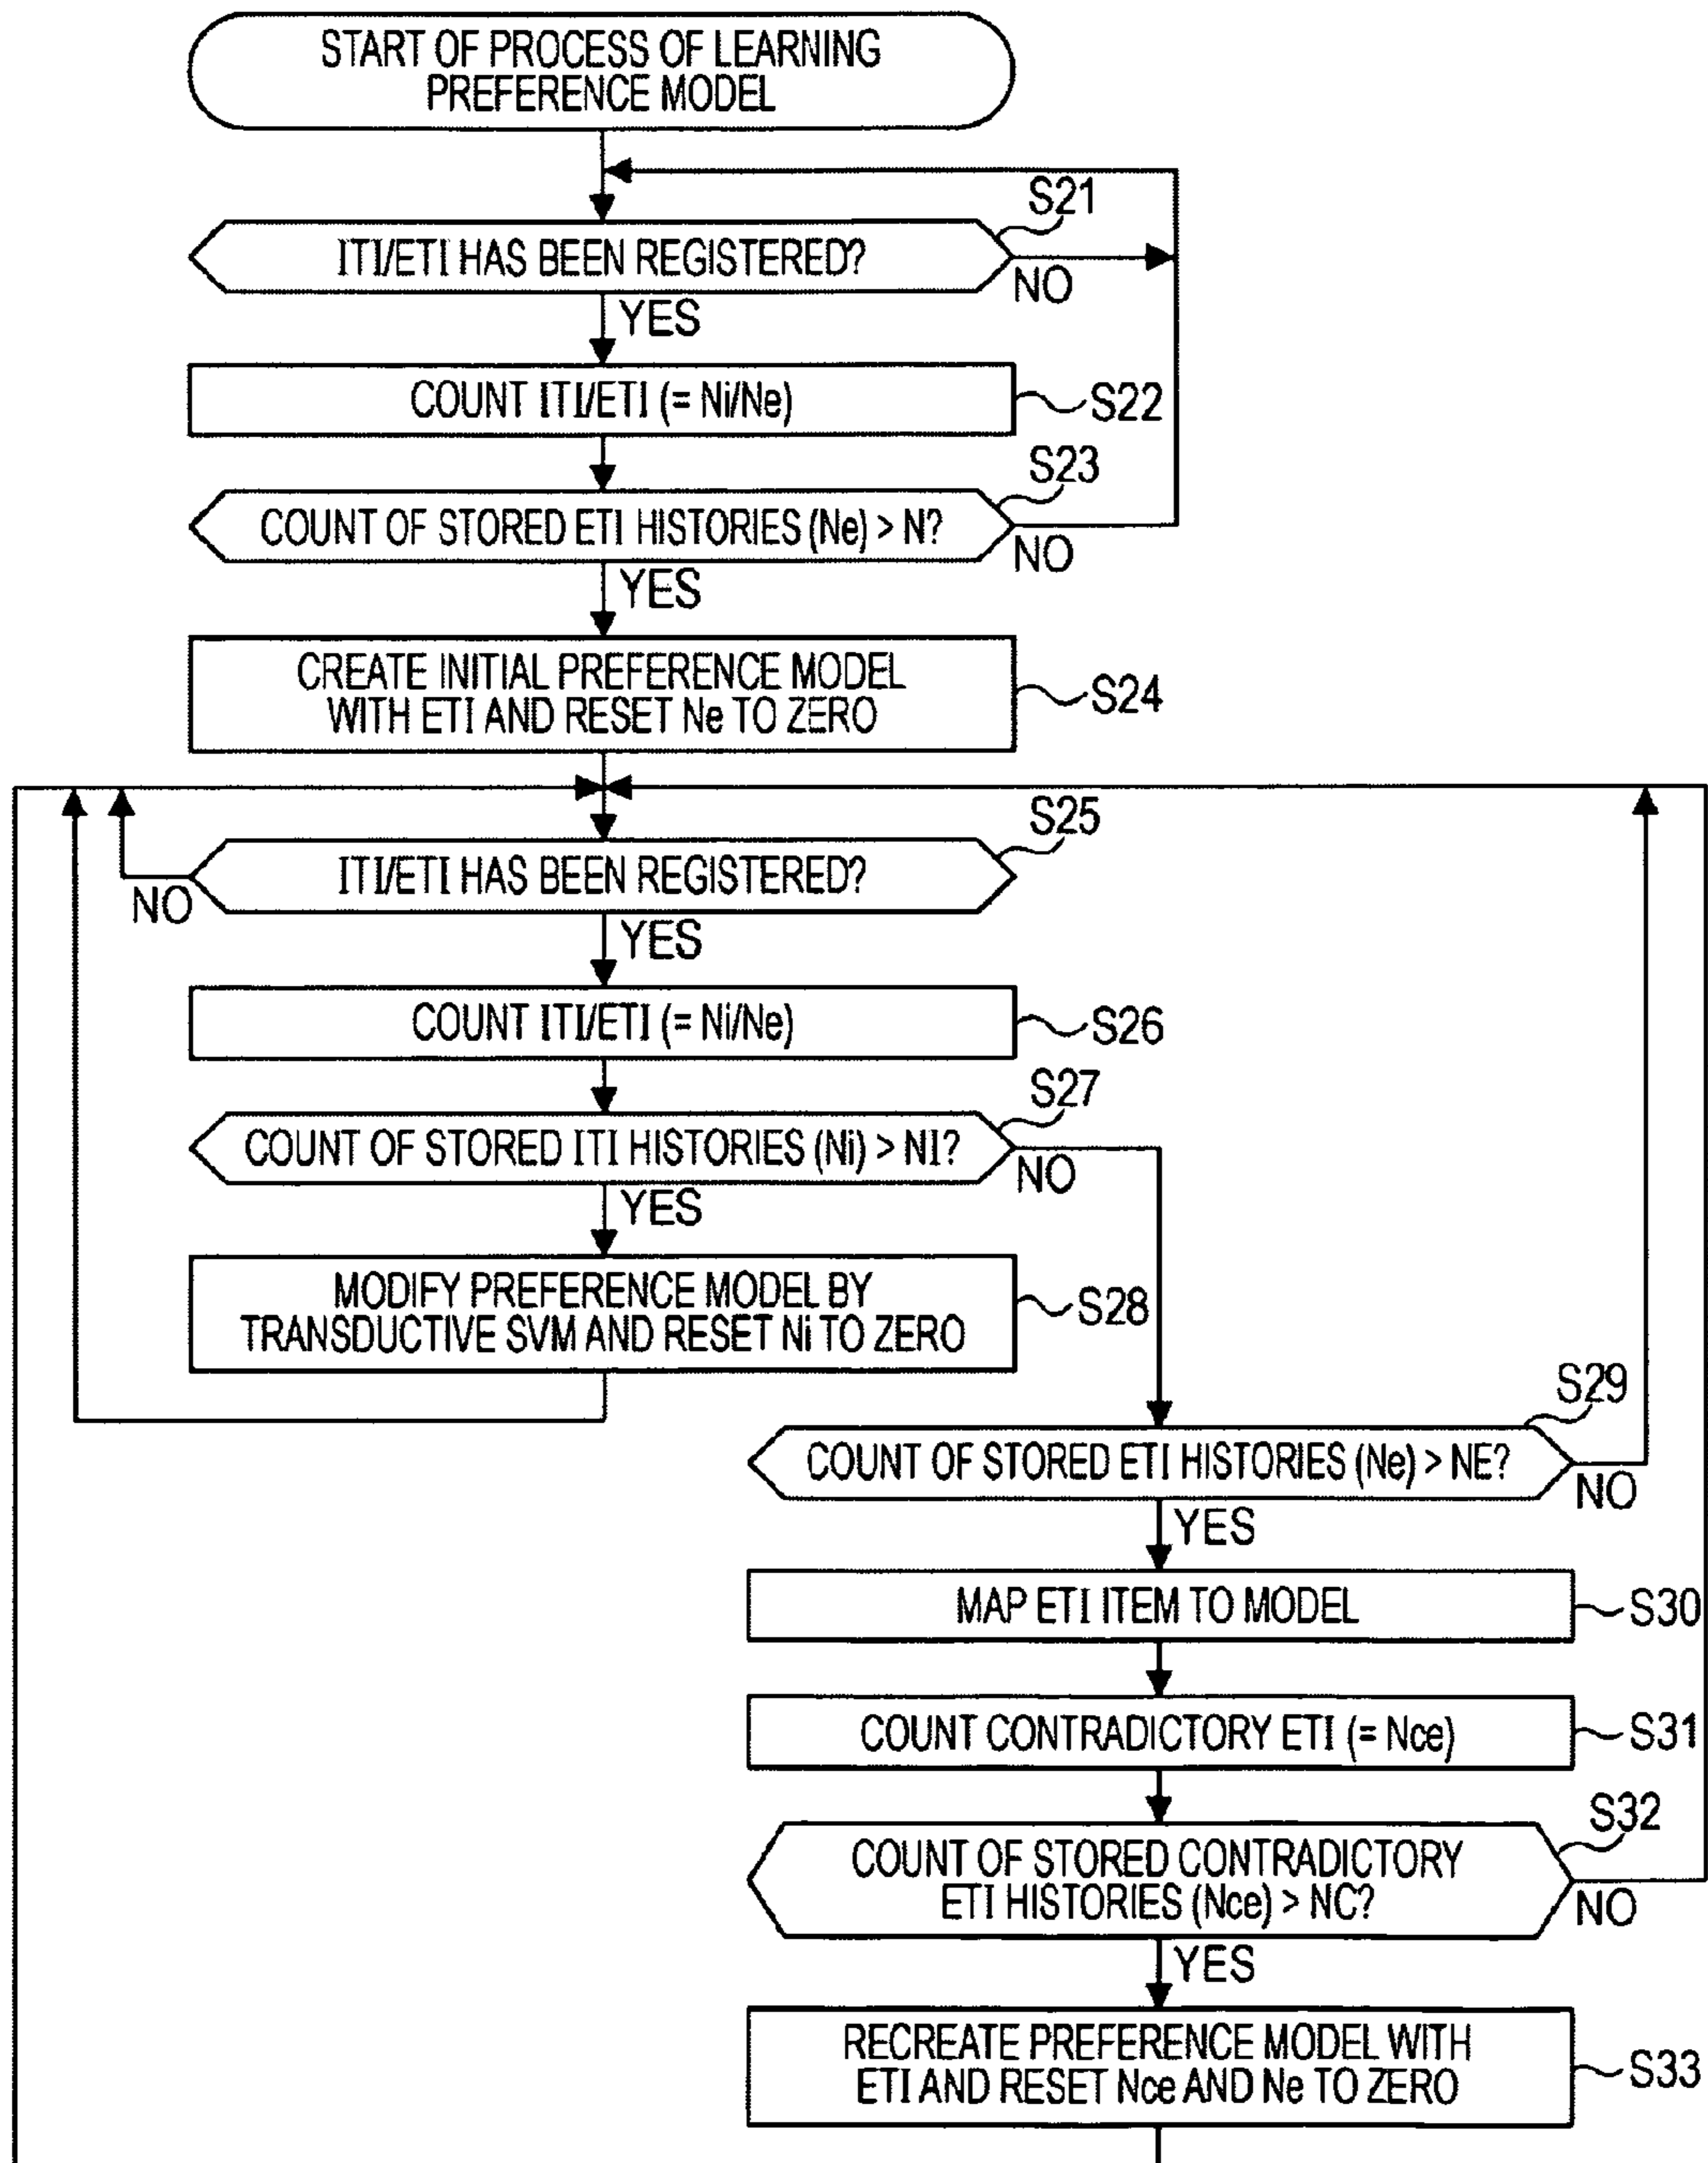 START OF PROCESS OF LEARNING
PREFERENCE MODEL
S21
ITI/ETI HAS BEEN REGISTERED?
NO
YES
COUNT ITI/ETI (= Ni/Ne)
S22
S23
COUNT OF STORED ETI HISTORIES (Ne) > N?
NO
YES
CREATE INITIAL PREFERENCE MODEL
WITH ETI AND RESET Ne TO ZERO
S24
S25
ITI/ETI HAS BEEN REGISTERED?
NO
YES
COUNT ITI/ETI (= Ni/Ne)
S26
S27
COUNT OF STORED ITI HISTORIES (Ni) > NI?
NO
YES
MODIFY PREFERENCE MODEL BY
TRANSDUCTIVE SVM AND RESET Ni TO ZERO
S28
S29
COUNT OF STORED ETI HISTORIES (Ne) > NE?
NO
YES
MAP ETI ITEM TO MODEL
S30
COUNT CONTRADICTORY ETI (= Nce)
S31
S32
COUNT OF STORED CONTRADICTORY
ETI HISTORIES (Nce) > NC?
NO
YES
RECREATE PREFERENCE MODEL WITH
ETI AND RESET Nce AND Ne TO ZERO
S33